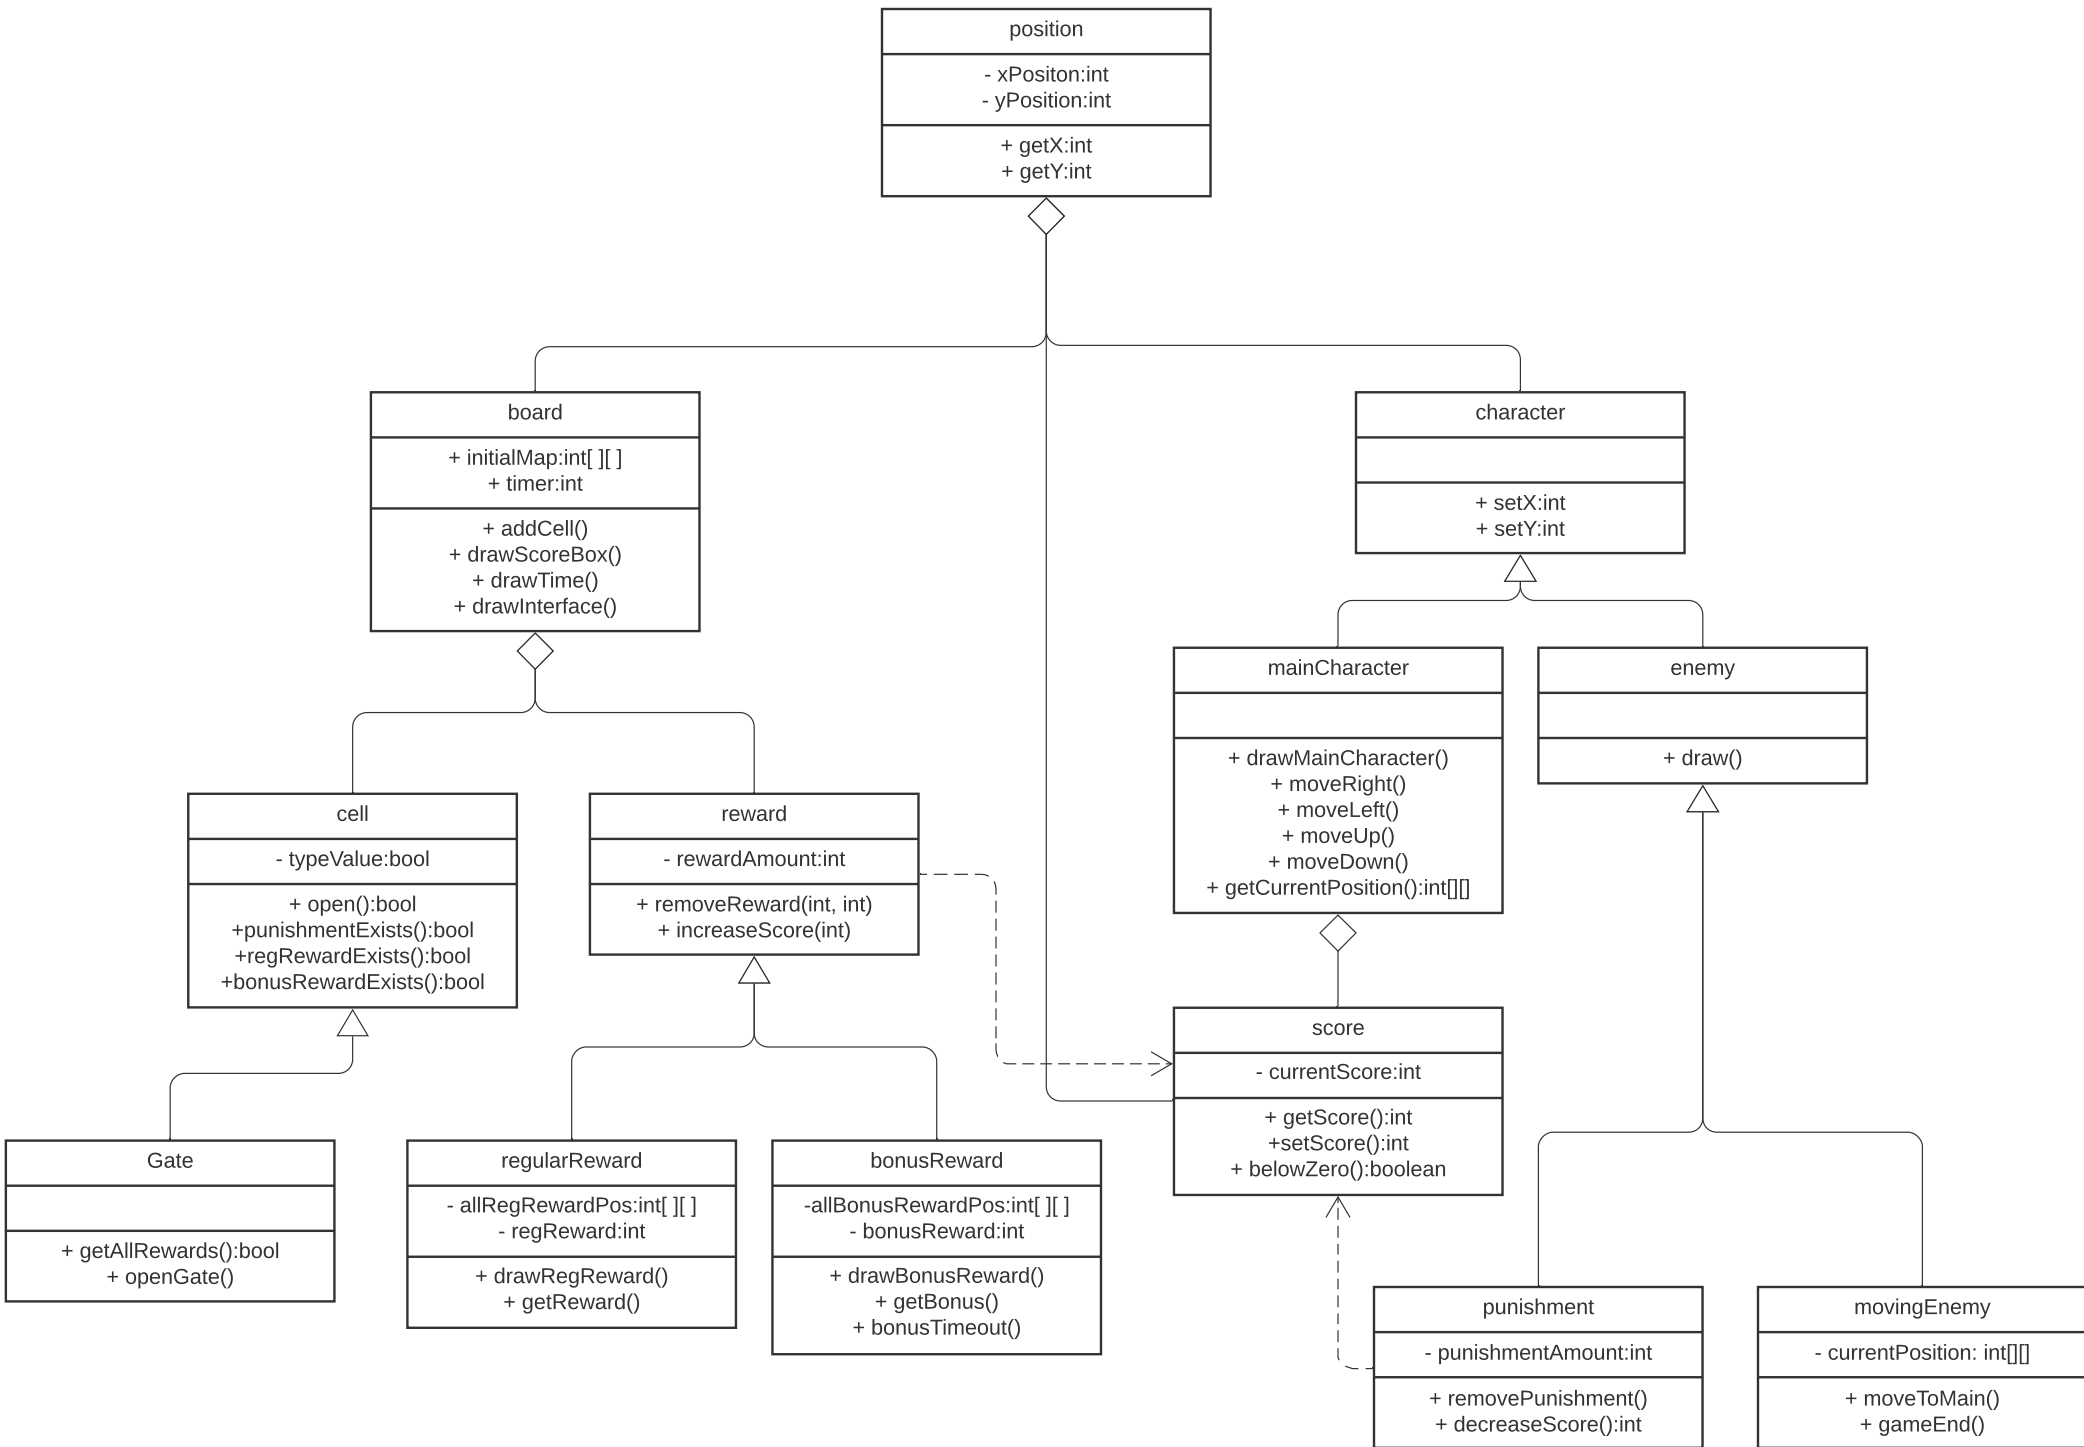 position
- xPositon:int
- yPosition:int
+ getX:int
+ getY:int
board
+ initialMap:int[ ][ ]
+ timer:int
+ addCell()
+ drawScoreBox()
+ drawTime()
+ drawInterface()
character
+ setX:int
+ setY:int
mainCharacter
+ drawMainCharacter()
+ moveRight()
+ moveLeft()
+ moveUp()
+ moveDown()
+ getCurrentPosition():int[][]
enemy
+ draw()
cell
- typeValue:bool
+ open():bool
+punishmentExists():bool
+regRewardExists():bool
+bonusRewardExists():bool
reward
- rewardAmount:int
+ removeReward(int, int)
+ increaseScore(int)
score
- currentScore:int
+ getScore():int
+setScore():int
+ belowZero():boolean
Gate
+ getAllRewards():bool
+ openGate()
regularReward
- allRegRewardPos:int[ ][ ]
- regReward:int
+ drawRegReward()
+ getReward()
bonusReward
-allBonusRewardPos:int[ ][ ]
- bonusReward:int
+ drawBonusReward()
+ getBonus()
+ bonusTimeout()
punishment
- punishmentAmount:int
+ removePunishment()
+ decreaseScore():int
movingEnemy
- currentPosition: int[][]
+ moveToMain()
+ gameEnd()